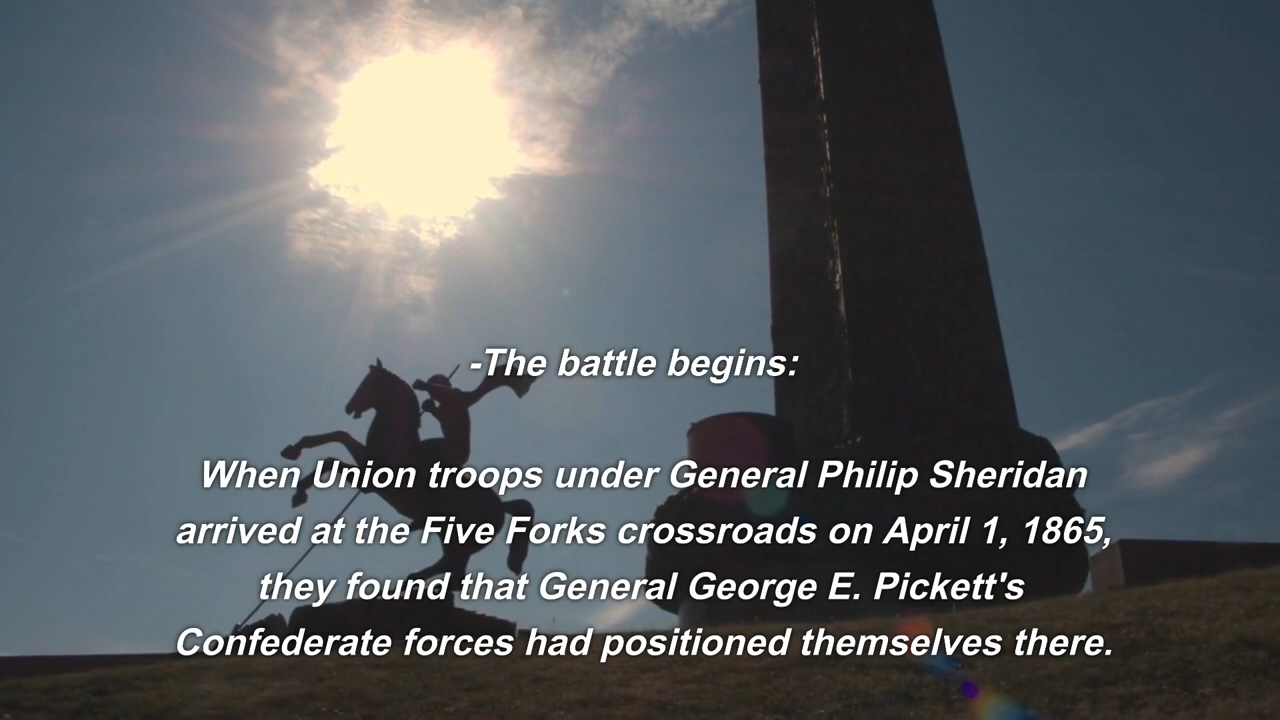 -The battle begins:
When Union troops under General Philip Sheridan
arrived at the Five Forks crossroads on April 1, 1865,
they found that General George E. Pickett's
Confederate forces had positioned themselves there.